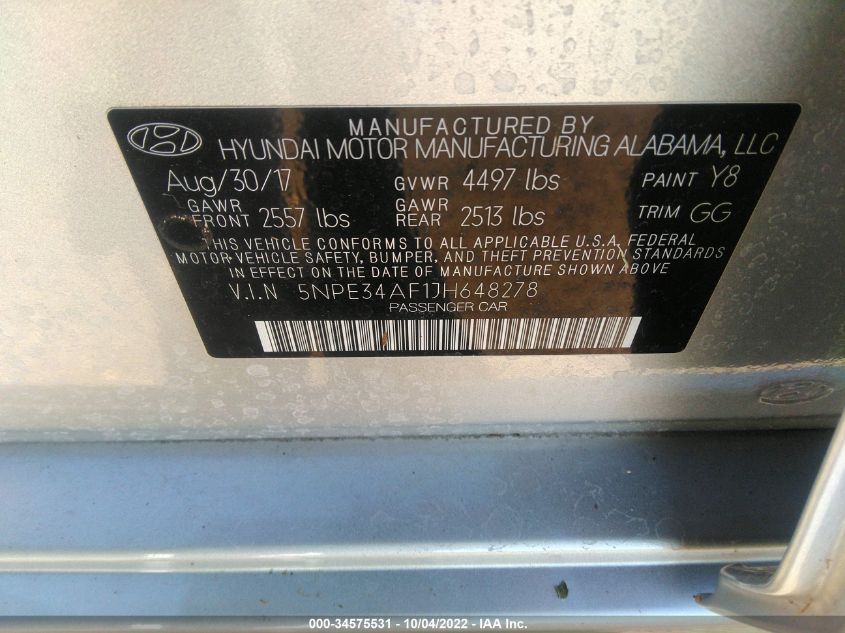 MANUFACTURED BY
HYUNDAI MOTOR MANUFACTURING ALABAMA, LLC
Aug/30/17 GVWR 4497 lbs PAINT Y8
GAWR FRONT 2557 lbs GAWR REAR 2513 lbs TRIM GG
THIS VEHICLE CONFORMS TO ALL APPLICABLE U.S.A. FEDERAL
MOTOR-VEHICLE SAFETY, BUMPER, AND THEFT PREVENTION STANDARDS
IN EFFECT ON THE DATE OF MANUFACTURE SHOWN ABOVE
V.I.N 5NPE34AF1JH648278
PASSENGER CAR
000-34575531 - 10/04/2022 - IAA Inc.